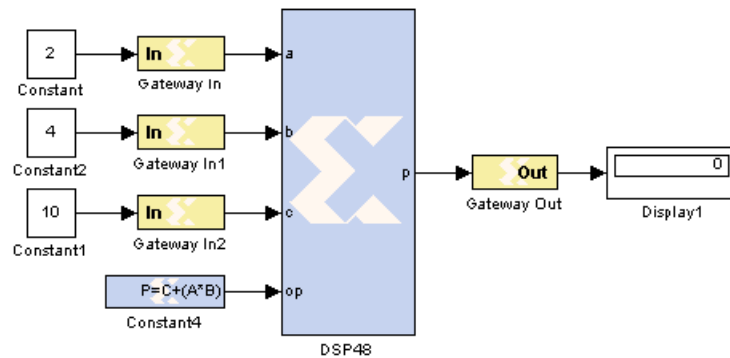 2
In
a
Constant
Gateway In
4
In
b
Constant2
Gateway In1
p
Out
0
Gateway Out
Display1
10
In
c
Constant1
Gateway In2
P=C+(A*B)
op
Constant4
DSP48